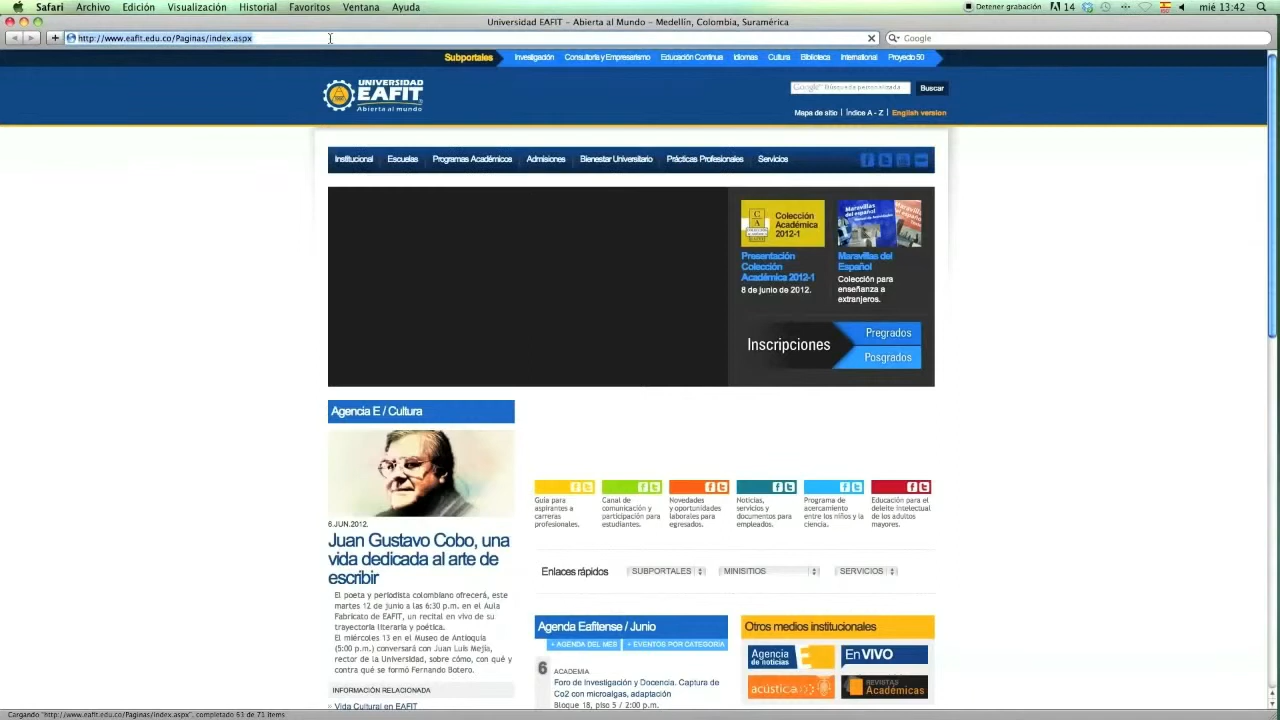 Safari Archivo Edición Visualización Historial Favoritos Ventana Ayuda
Detener grabación 14 mié 13:42
Universidad EAFIT - Abierta al Mundo - Medellín, Colombia, Suramérica
http://www.eafit.edu.co/Paginas/index.aspx
Google
Subportales Investigación Consultoría y Empresarismo Educación Continua Idiomas Cultura Biblioteca International Proyecto 50
UNIVERSIDAD
EAFIT
Abierta al mundo
Google Búsqueda personalizada Buscar
Mapa de sitio | Índice A - Z | English version
Institucional Escuelas Programas Académicos Admisiones Bienestar Universitario Prácticas Profesionales Servicios
Colección
Académica
2012-1
Maravillas
del español
Presentación
Colección
Académica 2012-1
8 de junio de 2012.
Maravillas del
Español
Colección para
enseñanza a
extranjeros.
Inscripciones
Pregrados
Posgrados
Agencia E / Cultura
6.JUN.2012.
Juan Gustavo Cobo, una
vida dedicada al arte de
escribir
El poeta y periodista colombiano ofrecerá, este
martes 12 de junio a las 6:30 p.m. en el Aula
Fabricato de EAFIT, un recital en vivo de su
trayectoria literaria y poética.
El miércoles 13 en el Museo de Antioquia
(5:00 p.m.) conversará con Juan Luis Mejía,
rector de la Universidad, sobre cómo, con qué y
contra qué se formó Fernando Botero.
INFORMACIÓN RELACIONADA
Vida Cultural en EAFIT
Guía para
aspirantes a
carreras
profesionales.
Canal de
comunicación y
participación para
estudiantes.
Novedades
y oportunidades
laborales para
egresados.
Noticias,
servicios y
documentos para
empleados.
Programa de
acercamiento
entre los niños y la
ciencia.
Educación para el
deleite intelectual
de los adultos
mayores.
Enlaces rápidos SUBPORTALES MINISITIOS SERVICIOS
Agenda Eafitense / Junio
+ AGENDA DEL MES + EVENTOS POR CATEGORÍA
6 ACADEMIA
Foro de Investigación y Docencia. Captura de
Co2 con microalgas, adaptación
Bloque 18, piso 5 / 2:00 p.m.
Otros medios institucionales
Agencia
de noticias
En VIVO
acústica
REVISTAS
Académicas
Cargando "http://www.eafit.edu.co/Paginas/index.aspx", completado 61 de 71 ítems